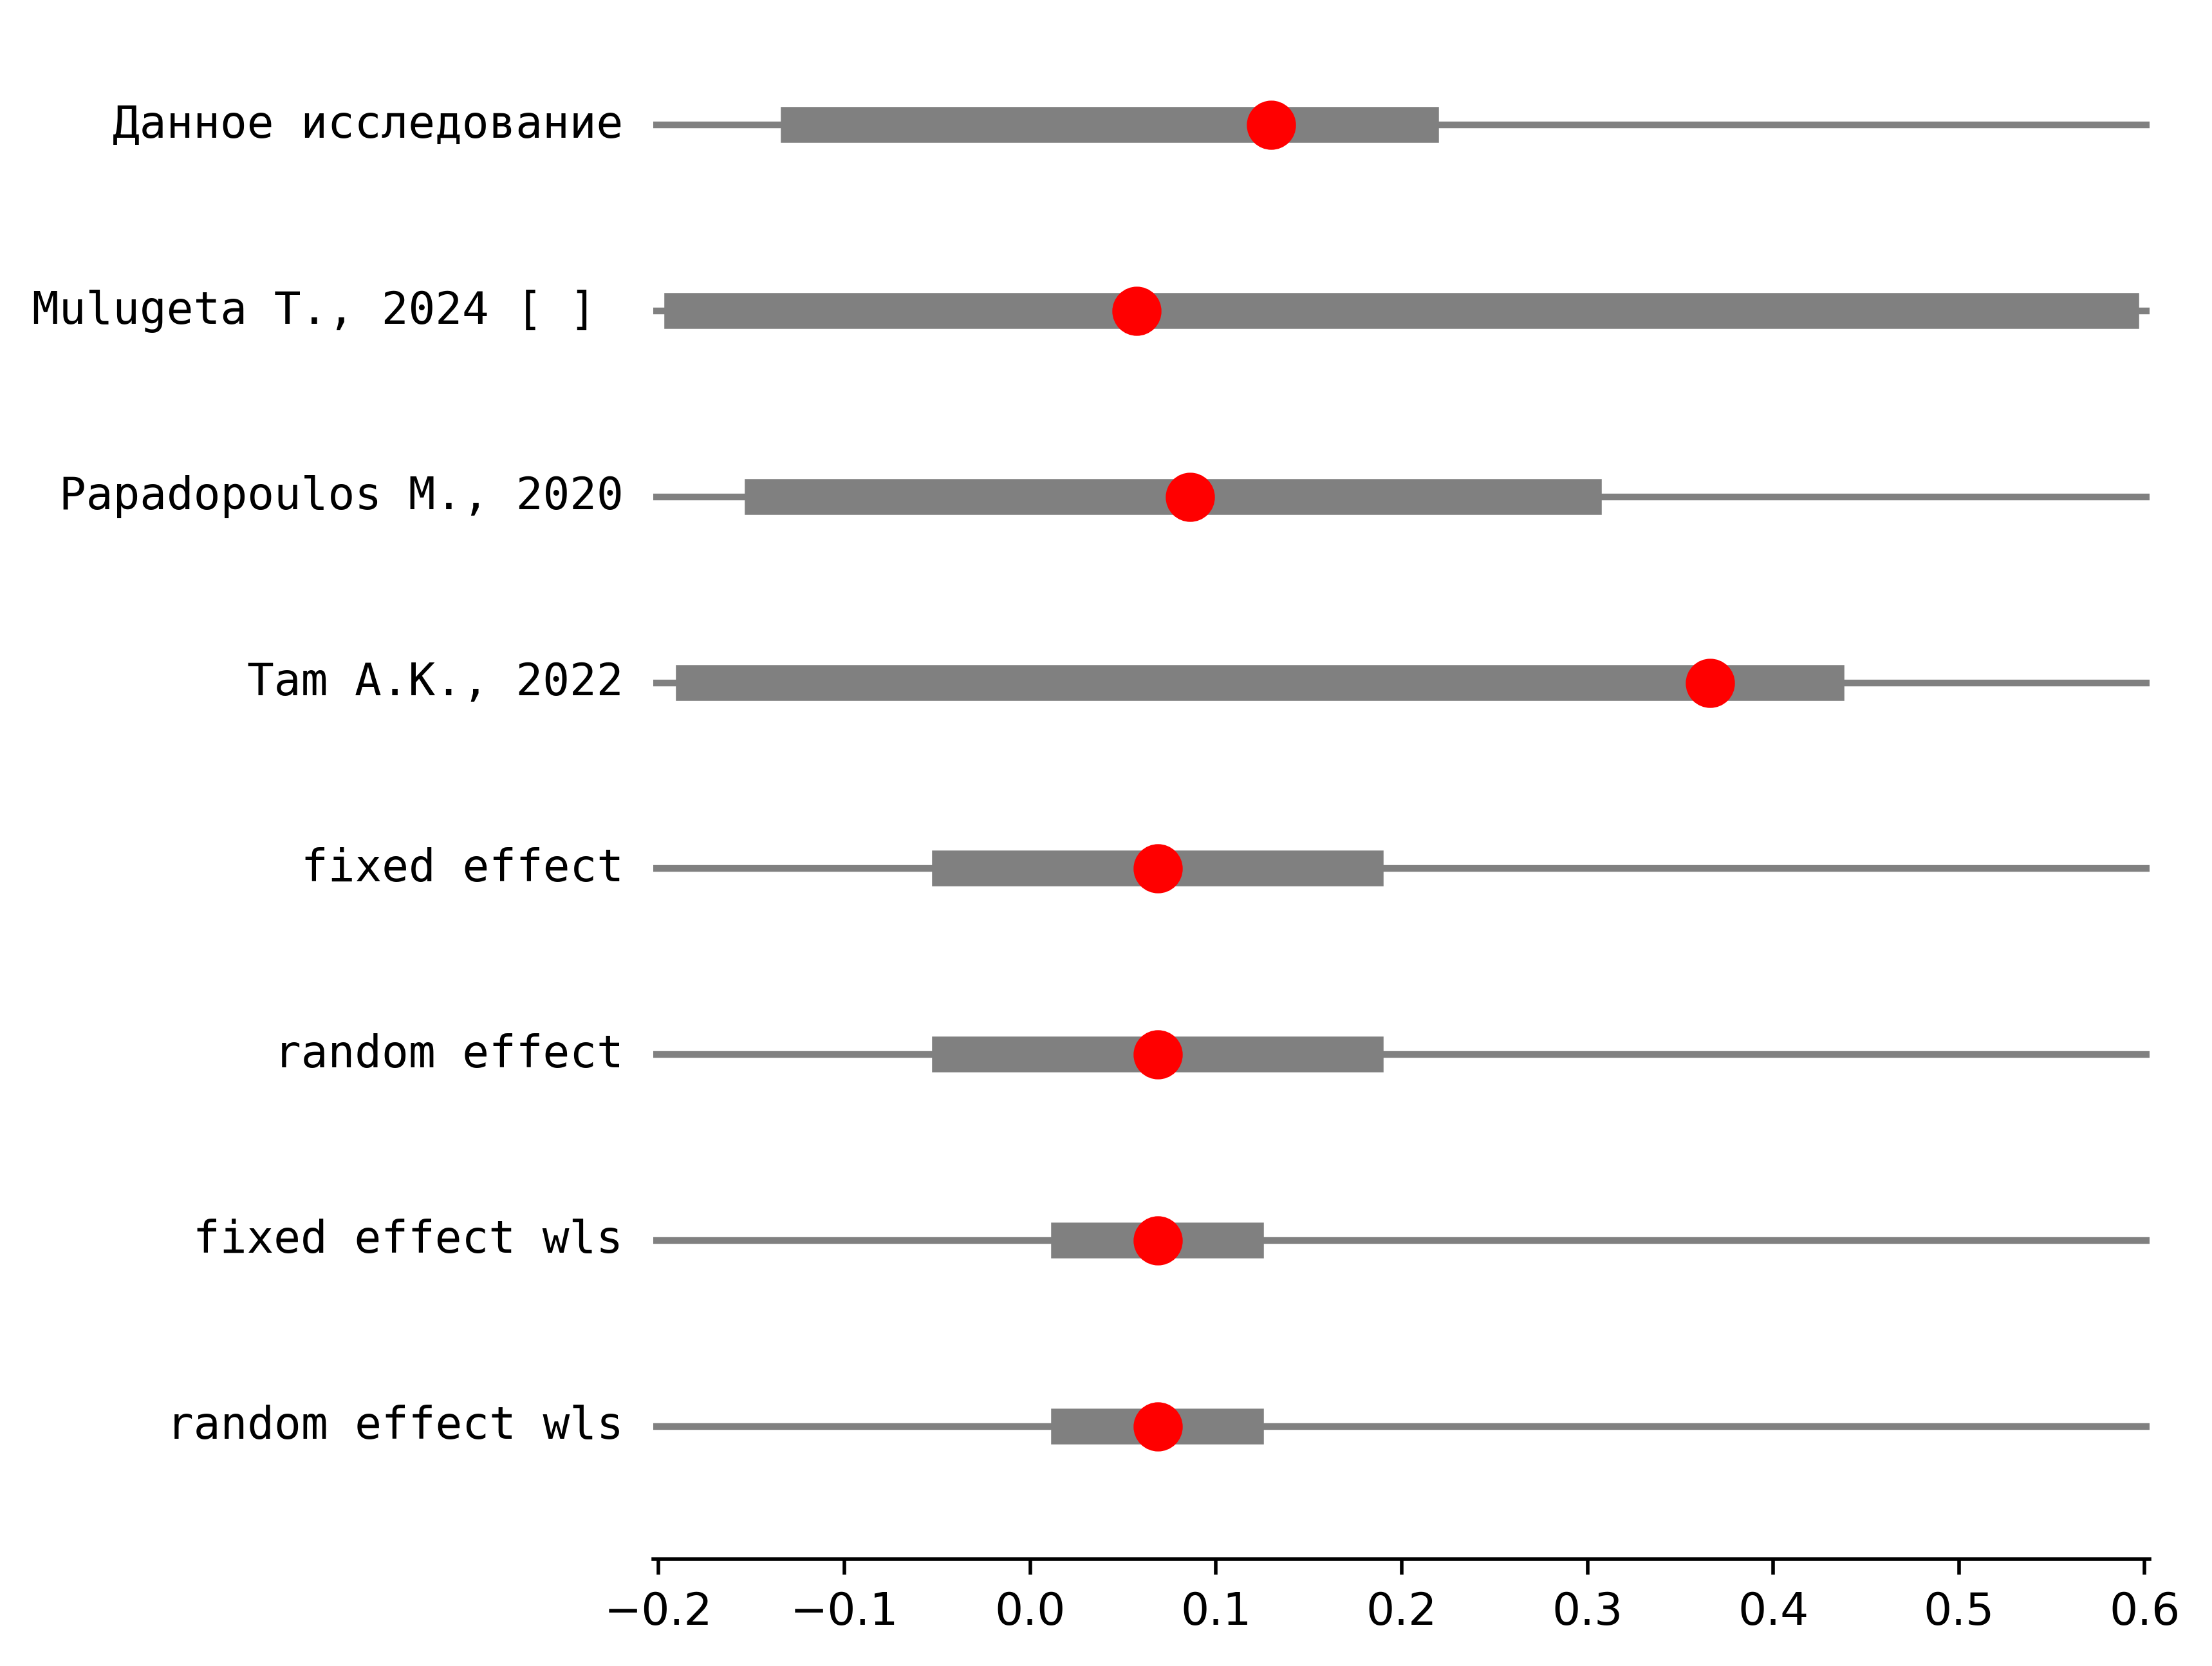 Данное исследование
Mulugeta T., 2024 [ ]
Papadopoulos M., 2020
Tam A.K., 2022
fixed effect
random effect
fixed effect wls
random effect wls
−0.2 −0.1 0.0 0.1 0.2 0.3 0.4 0.5 0.6